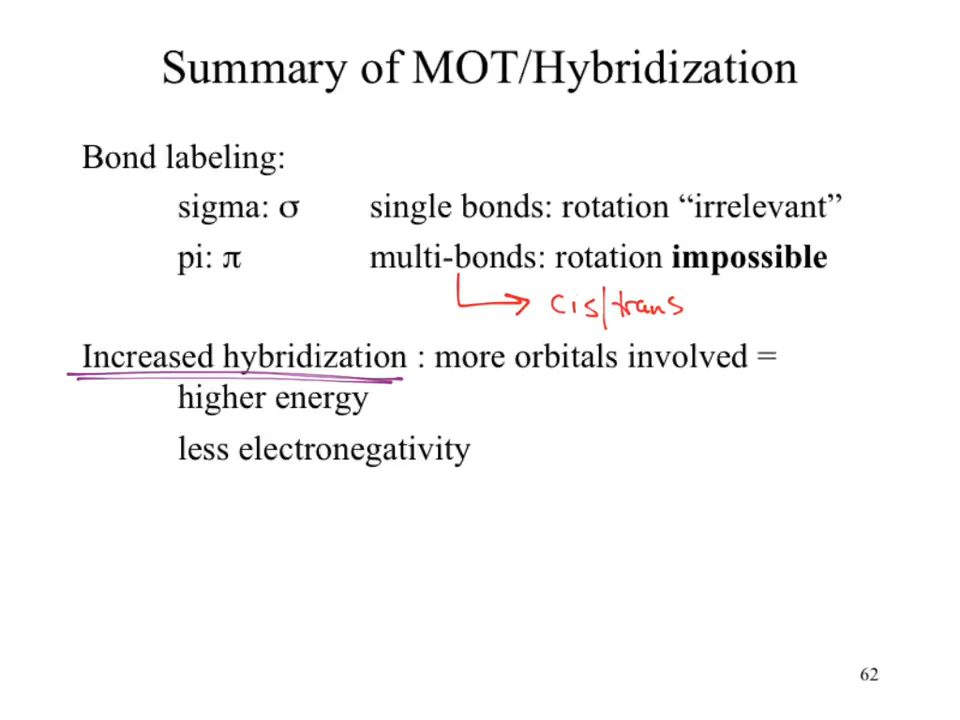 Summary of MOT/Hybridization
Bond labeling:
sigma: σ single bonds: rotation “irrelevant”
pi: π multi-bonds: rotation impossible
cis/trans
Increased hybridization : more orbitals involved =
higher energy
less electronegativity
62